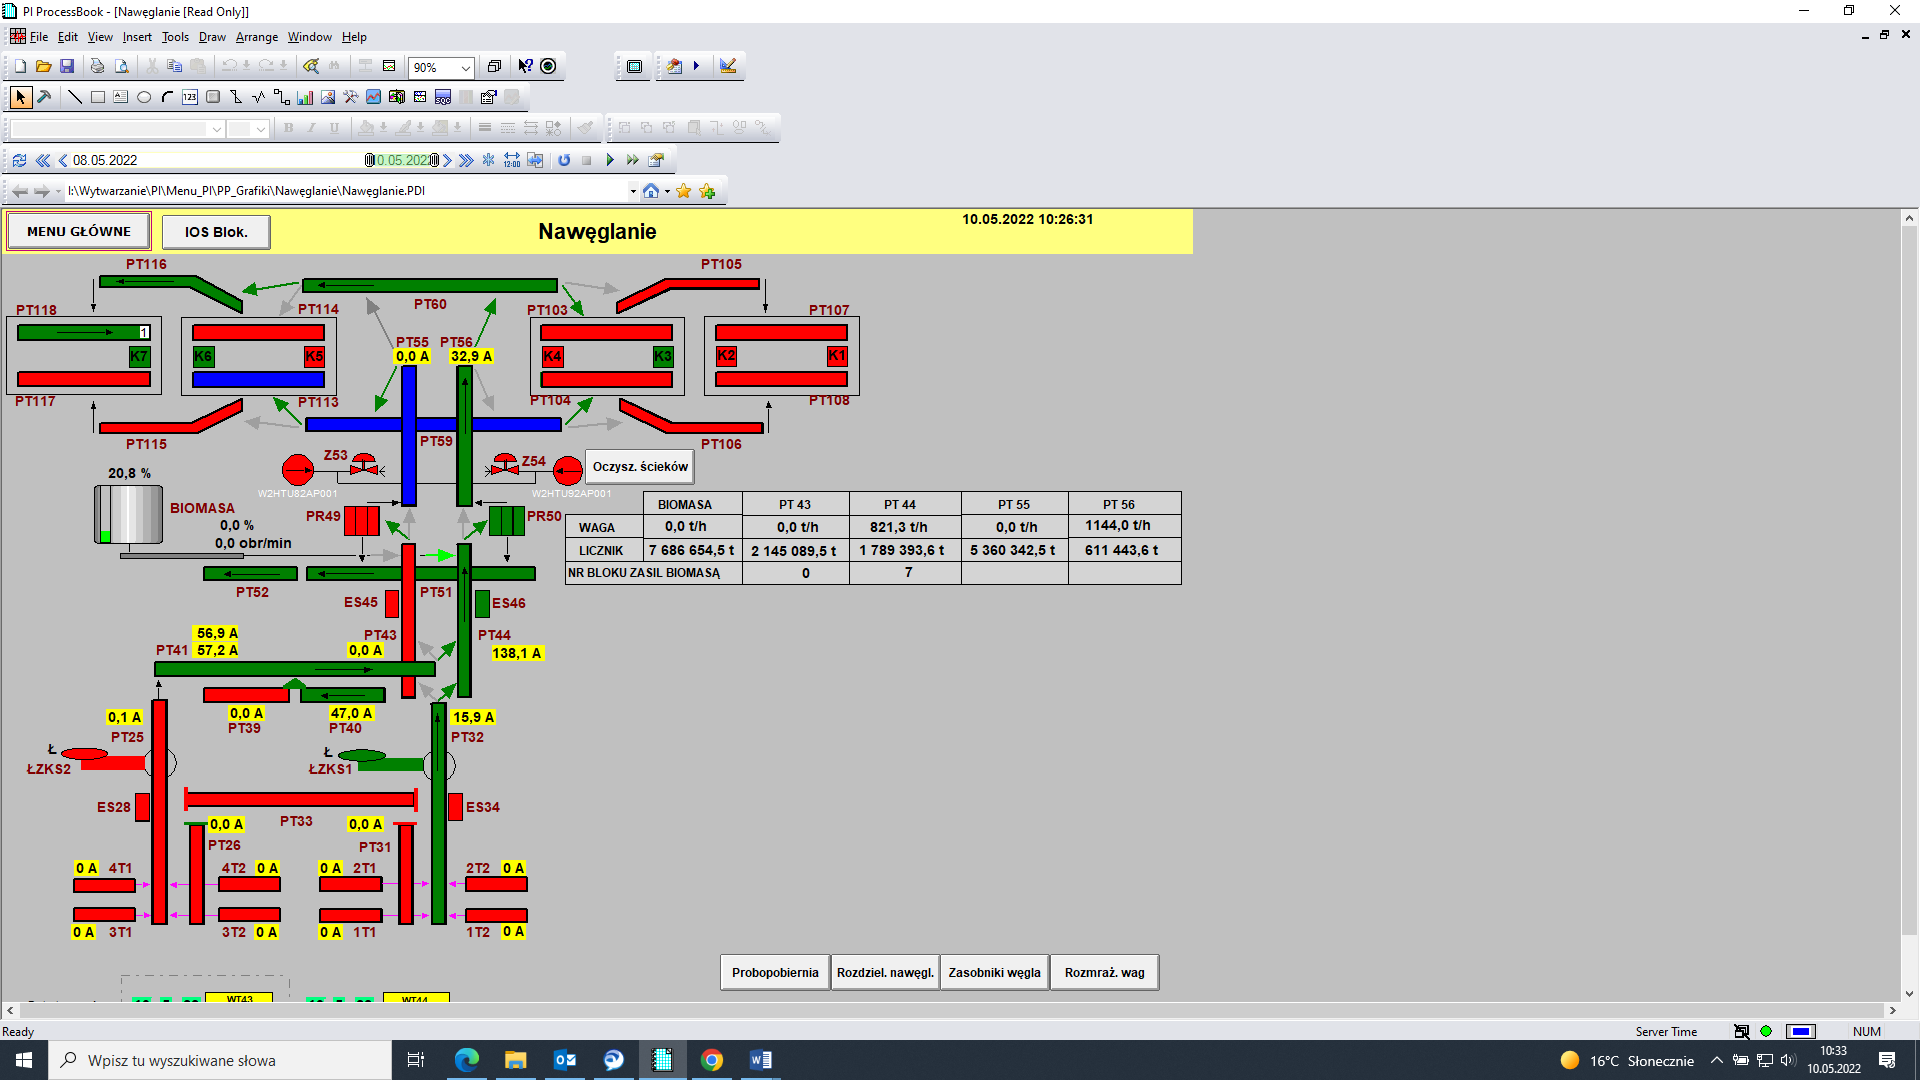 PI ProcessBook - [Nawęglanie [Read Only]]
File Edit View Insert Tools Draw Arrange Window Help
90%
08.05.2022
0.05.2022
I:\Wytwarzanie\PI\Menu_PI\PP_Grafiki\Nawęglanie\Nawęglanie.PDI
MENU GŁÓWNE
IOS Blok.
Nawęglanie
10.05.2022 10:26:31
PT116
PT105
PT60
PT118
PT114
PT103
PT107
1
PT55
PT56
0,0 A
32,9 A
K7
K6
K5
K4
K3
K2
K1
PT117
PT113
PT104
PT108
PT115
PT59
PT106
Z53
Z54
Oczysz. ścieków
20,8 %
W2HTU82AP001
W2HTU92AP001
BIOMASA
0,0 %
0,0 obr/min
PR49
PR50
BIOMASA PT 43 PT 44 PT 55 PT 56
WAGA 0,0 t/h 0,0 t/h 821,3 t/h 0,0 t/h 1144,0 t/h
LICZNIK 7 686 654,5 t 2 145 089,5 t 1 789 393,6 t 5 360 342,5 t 611 443,6 t
NR BLOKU ZASIL BIOMASĄ 0 7
PT52
PT51
ES45
ES46
PT43
PT44
56,9 A
57,2 A
PT41
0,0 A
138,1 A
0,0 A
47,0 A
PT39
PT40
0,1 A
15,9 A
PT25
PT32
Ł
ŁZKS2
Ł
ŁZKS1
ES28
ES34
PT33
0,0 A
0,0 A
PT26
PT31
0 A 4T1
4T2 0 A
0 A 2T1
2T2 0 A
0 A 3T1
3T2 0 A
0 A 1T1
1T2 0 A
Probopobiernia
Rozdziel. nawęgl.
Zasobniki węgla
Rozmraż. wag
WT43
WT44
Ready
Server Time
NUM
Wpisz tu wyszukiwane słowa
16°C Słonecznie
10:33
10.05.2022